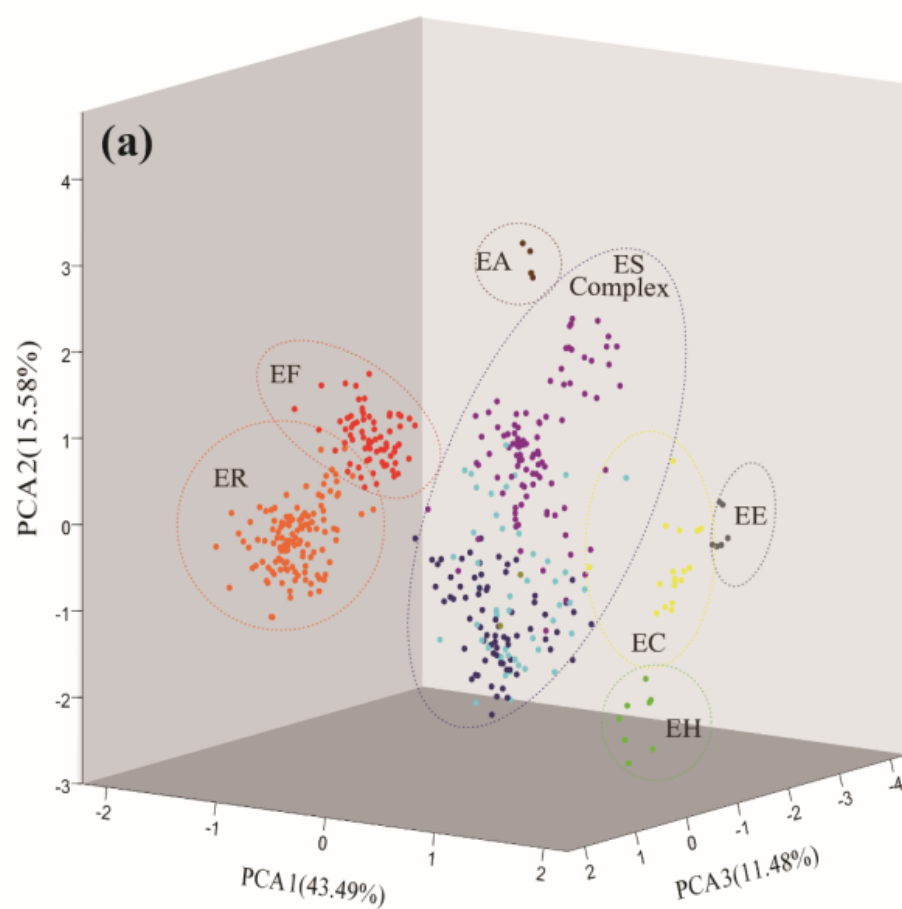 (a)
4
3
2
1
0
-1
-2
-3
PCA2(15.58%)
EA
ES
Complex
EF
ER
EE
EC
EH
-2
-1
0
1
2
PCA1(43.49%)
2
1
0
-1
-2
-3
-4
PCA3(11.48%)